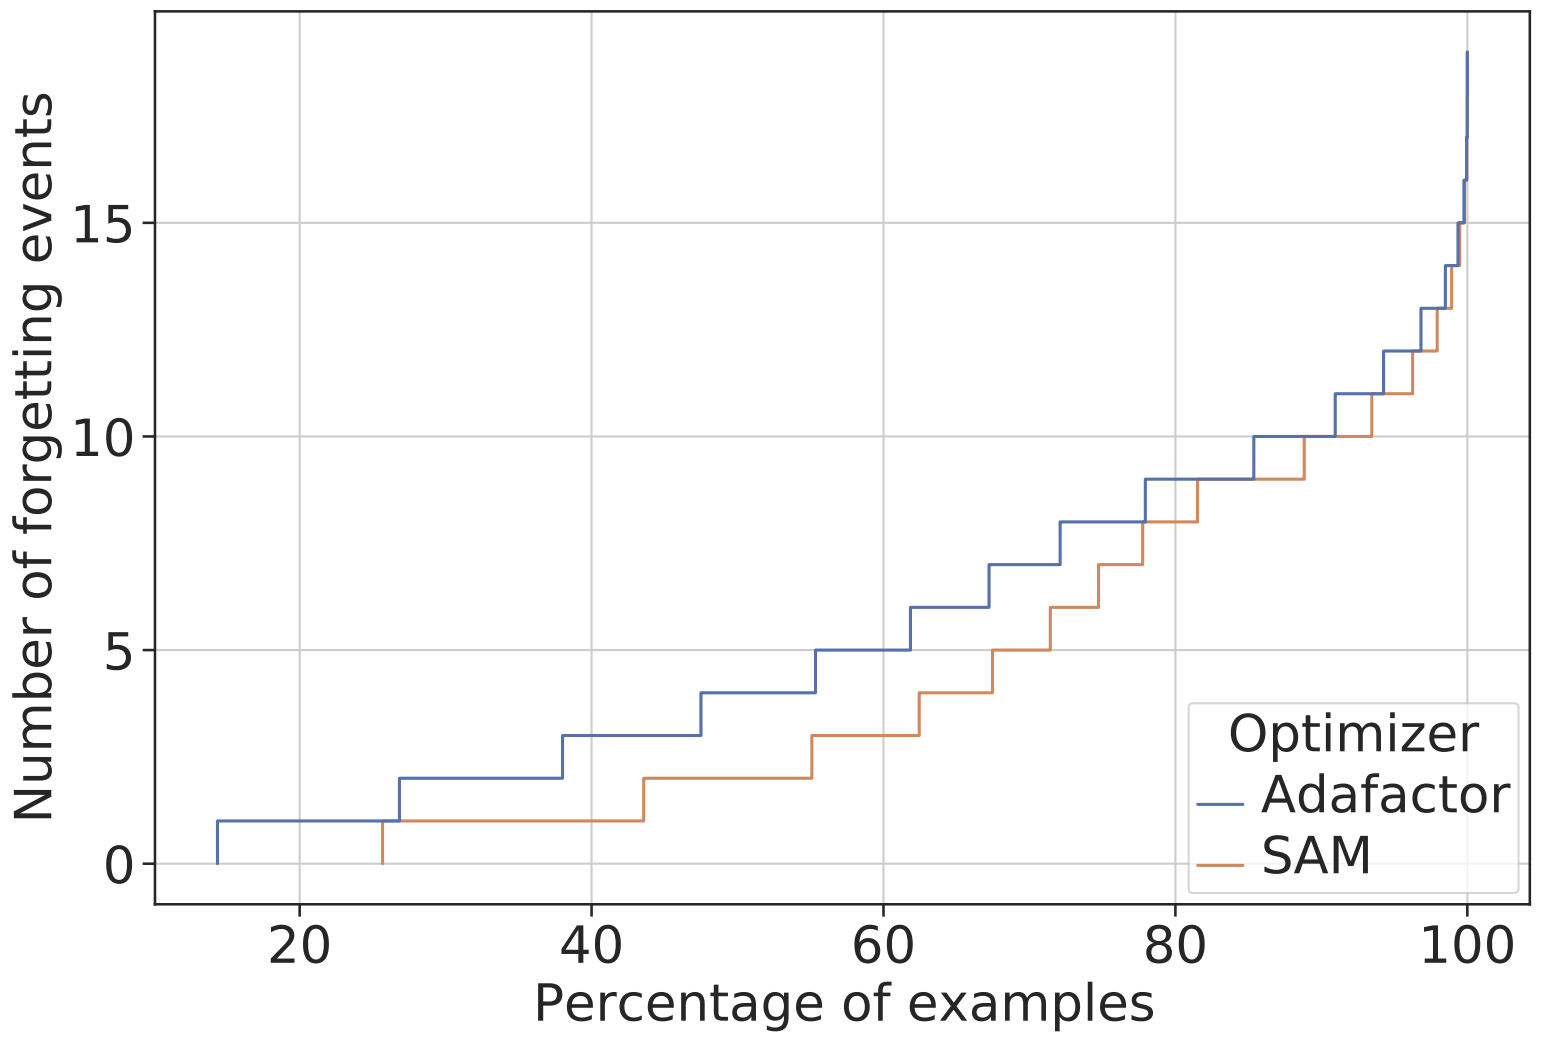 Number of forgetting events
15
10
5
0
20 40 60 80 100
Percentage of examples
Optimizer
Adafactor
SAM